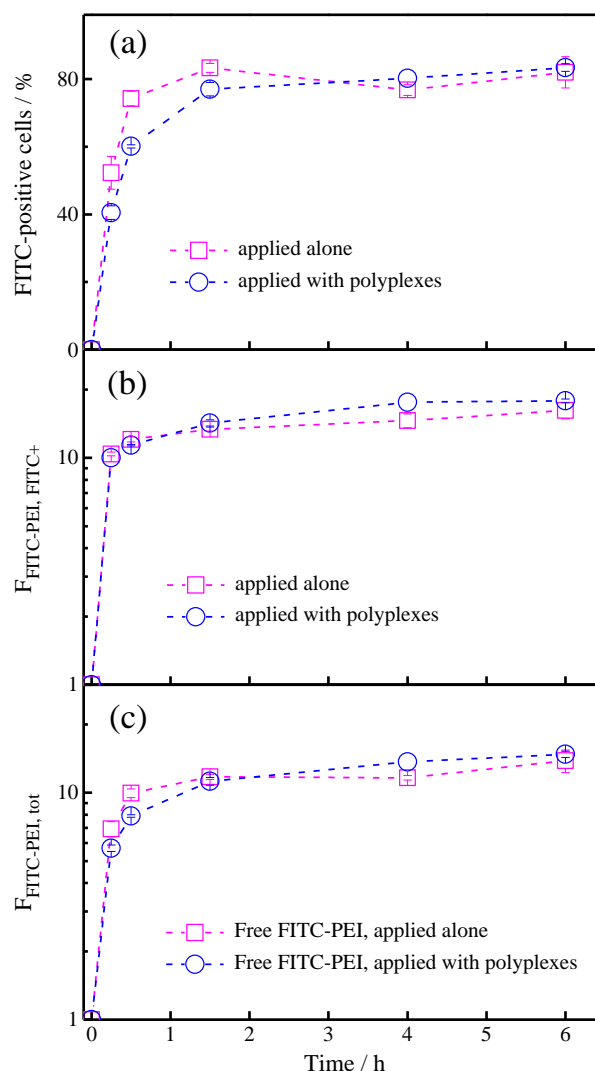 (a)
80
40
0
FITC-positive cells / %
applied alone
applied with polyplexes
(b)
10
1
F_FITC-PEI, FITC+
applied alone
applied with polyplexes
(c)
10
1
F_FITC-PEI, tot
Free FITC-PEI, applied alone
Free FITC-PEI, applied with polyplexes
0 1 2 3 4 5 6
Time / h